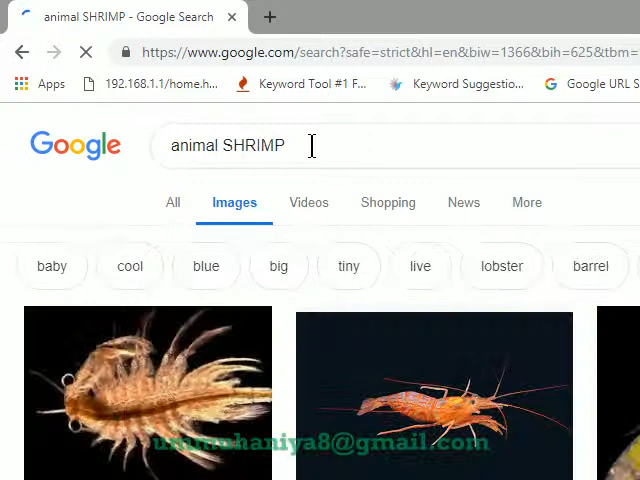 animal SHRIMP - Google Search
https://www.google.com/search?safe=strict&hl=en&biw=1366&bih=625&tbm=
Apps 192.168.1.1/home.h... Keyword Tool #1 F... Keyword Suggestio... Google URL S
Google animal SHRIMP
All Images Videos Shopping News More
baby cool blue big tiny live lobster barrel
ummuhaniya8@gmail.com